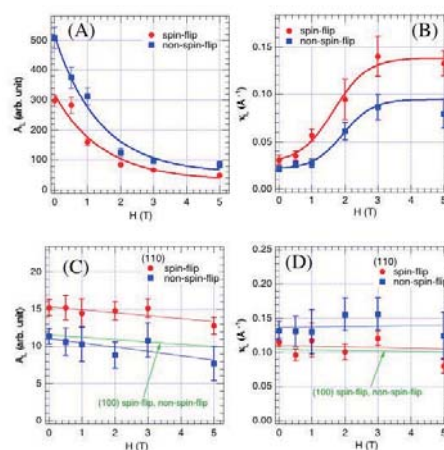 (A)
spin-flip
non-spin-flip
500
400
300
200
100
0
A_L (arb. unit)
0 1 2 3 4 5
H (T)
(B)
spin-flip
non-spin-flip
0.15
0.10
0.05
0.00
κ_L (Å⁻¹)
0 1 2 3 4 5
H (T)
(C)
(110)
spin-flip
non-spin-flip
20
15
10
5
0
A_L (arb. unit)
(100) spin-flip, non-spin-flip
0 1 2 3 4 5
H (T)
(D)
(110)
spin-flip
non-spin-flip
0.25
0.20
0.15
0.10
0.05
0.00
κ_L (Å⁻¹)
(100) spin-flip, non-spin-flip
0 1 2 3 4 5
H (T)